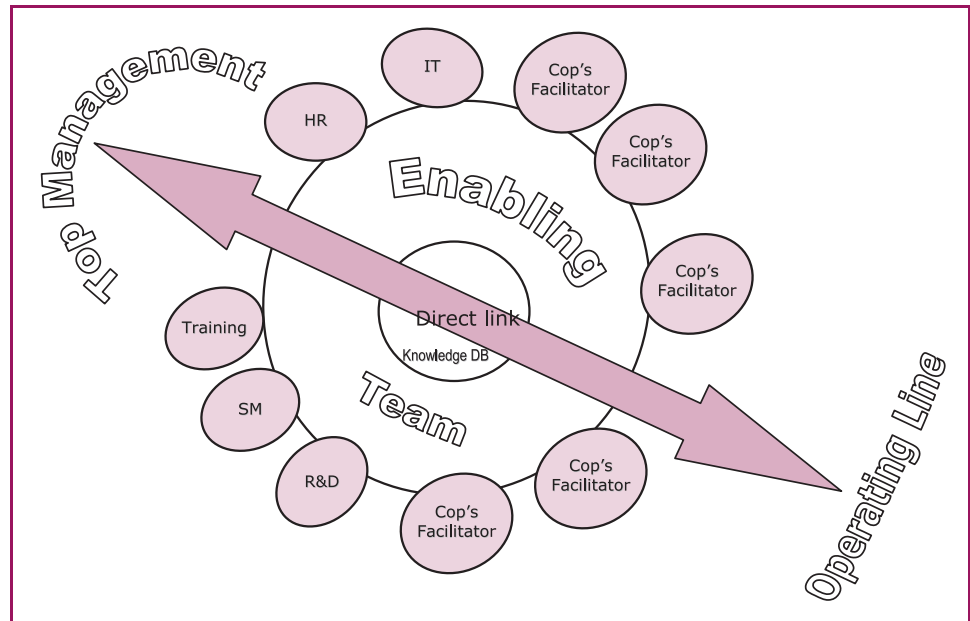 Top Management
HR
IT
Cop's
Facilitator
Cop's
Facilitator
Cop's
Facilitator
Enabling
Direct link
Knowledge DB
Team
Training
SM
R&D
Cop's
Facilitator
Cop's
Facilitator
Operating Line